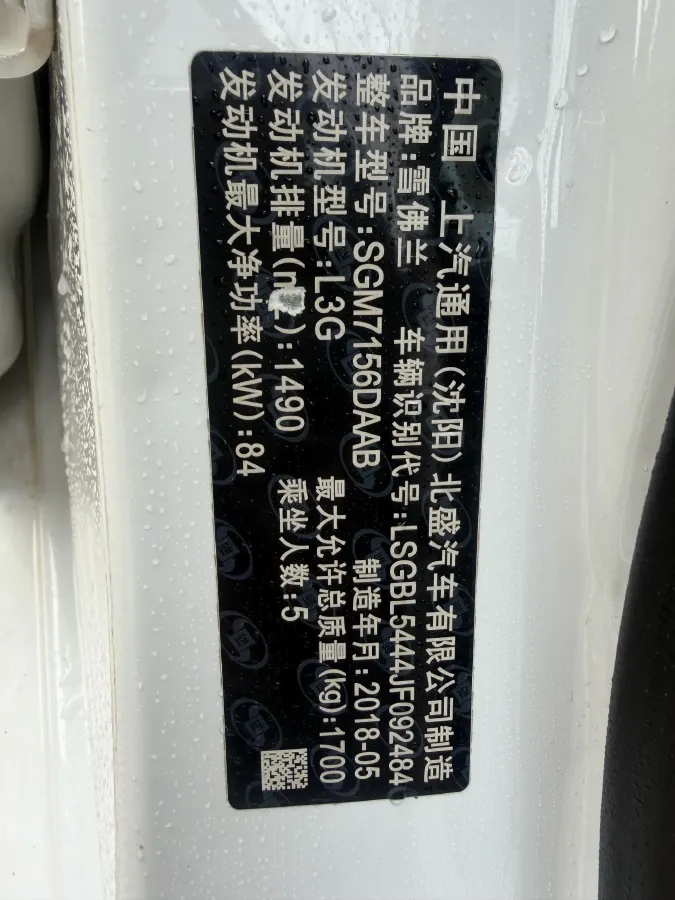 中国 上汽通用(沈阳)北盛汽车有限公司制造
品牌:雪佛兰 车辆识别代号:LSGBL5444JF092484
整车型号:SGM7156DAAB 制造年月:2018-05
发动机型号:L3G 最大允许总质量(kg):1700
发动机排量(mL):1490 乘坐人数:5
发动机最大净功率(kW):84